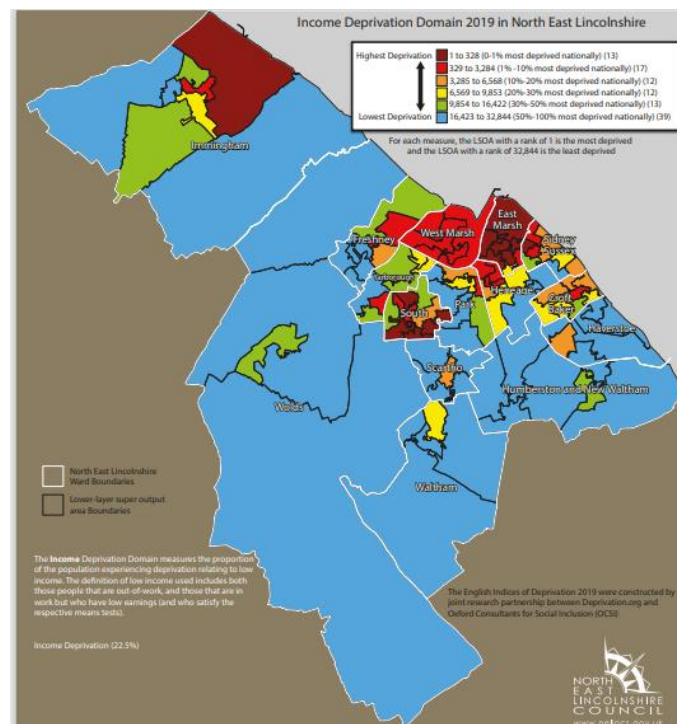 Income Deprivation Domain 2019 in North East Lincolnshire
Highest Deprivation
Lowest Deprivation
1 to 328 (0-1% most deprived nationally) (13)
329 to 3,284 (1% -10% most deprived nationally) (17)
3,285 to 6,568 (10%-20% most deprived nationally) (12)
6,569 to 9,853 (20%-30% most deprived nationally) (12)
9,854 to 16,422 (30%-50% most deprived nationally) (13)
16,423 to 32,844 (50%-100% most deprived nationally) (39)
For each measure, the LSOA with a rank of 1 is the most deprived
and the LSOA with a rank of 32,844 is the least deprived
Immingham
East
Marsh
West Marsh
Freshney
Sidney
Sussex
Yarborough
Heneage
South
Park
Croft
Baker
Haverstoe
Scartho
Humberston and New Waltham
Wolds
Waltham
North East Lincolnshire
Ward Boundaries
Lower-layer super output
area Boundaries
The Income Deprivation Domain measures the proportion
of the population experiencing deprivation relating to low
income. The definition of low income used includes both
those people that are out-of-work, and those that are in
work but who have low earnings (and who satisfy the
respective means tests).
Income Deprivation (22.5%)
The English Indices of Deprivation 2019 were constructed by
joint research partnership between Deprivation.org and
Oxford Consultants for Social Inclusion (OCSI)
NORTH
EAST
LINCOLNSHIRE
COUNCIL